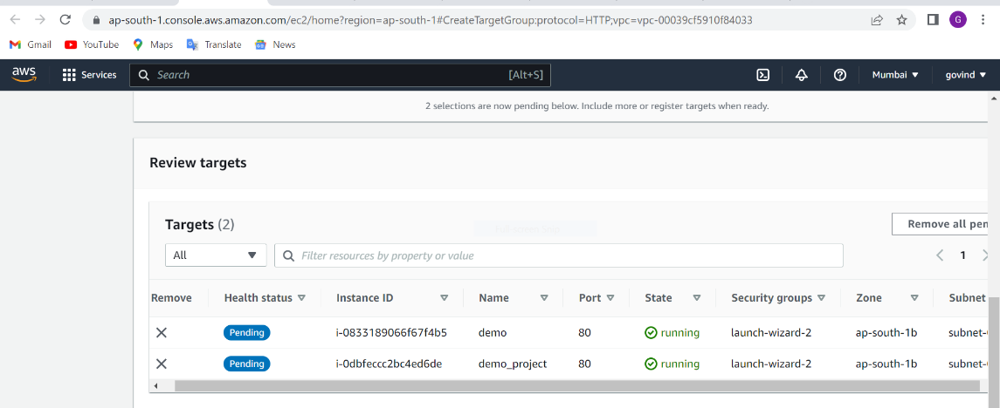 ap-south-1.console.aws.amazon.com/ec2/home?region=ap-south-1#CreateTargetGroup:protocol=HTTP;vpc=vpc-00039cf5910f84033
G
Gmail YouTube Maps Translate News
aws Services Search [Alt+S] Mumbai govind
2 selections are now pending below. Include more or register targets when ready.
Review targets
Targets (2)
Remove all pen
All Filter resources by property or value 1
Remove Health status Instance ID Name Port State Security groups Zone Subnet
Pending i-0833189066f67f4b5 demo 80 running launch-wizard-2 ap-south-1b subnet-
Pending i-0dbfeccc2bc4ed6de demo_project 80 running launch-wizard-2 ap-south-1b subnet-